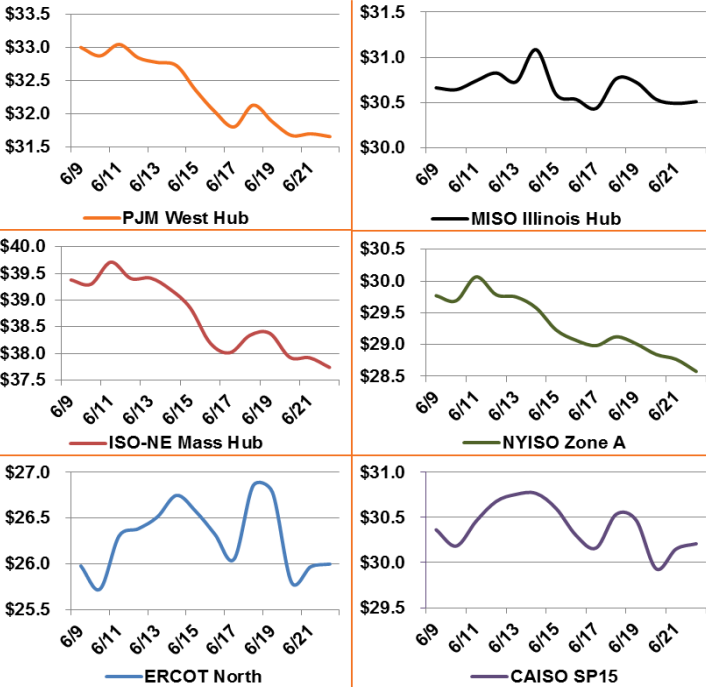 $33.5
$33.0
$32.5
$32.0
$31.5
6/9 6/11 6/13 6/15 6/17 6/19 6/21
PJM West Hub
$31.5
$31.0
$30.5
$30.0
6/9 6/11 6/13 6/15 6/17 6/19 6/21
MISO Illinois Hub
$40.0
$39.5
$39.0
$38.5
$38.0
$37.5
6/9 6/11 6/13 6/15 6/17 6/19 6/21
ISO-NE Mass Hub
$30.5
$30.0
$29.5
$29.0
$28.5
6/9 6/11 6/13 6/15 6/17 6/19 6/21
NYISO Zone A
$27.0
$26.5
$26.0
$25.5
6/9 6/11 6/13 6/15 6/17 6/19 6/21
ERCOT North
$31.0
$30.5
$30.0
$29.5
6/9 6/11 6/13 6/15 6/17 6/19 6/21
CAISO SP15